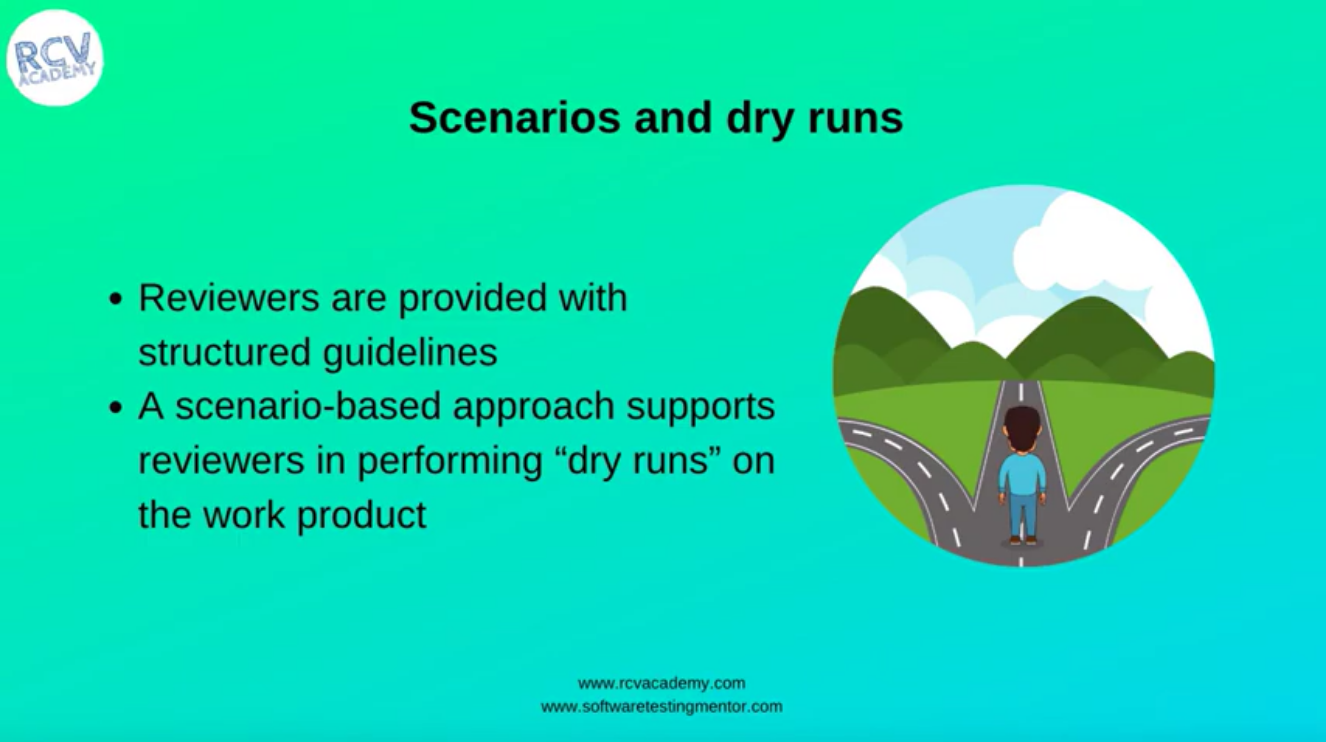 RCV
ACADEMY
Scenarios and dry runs
• Reviewers are provided with
structured guidelines
• A scenario-based approach supports
reviewers in performing “dry runs” on
the work product
www.rcvacademy.com
www.softwaretestingmentor.com